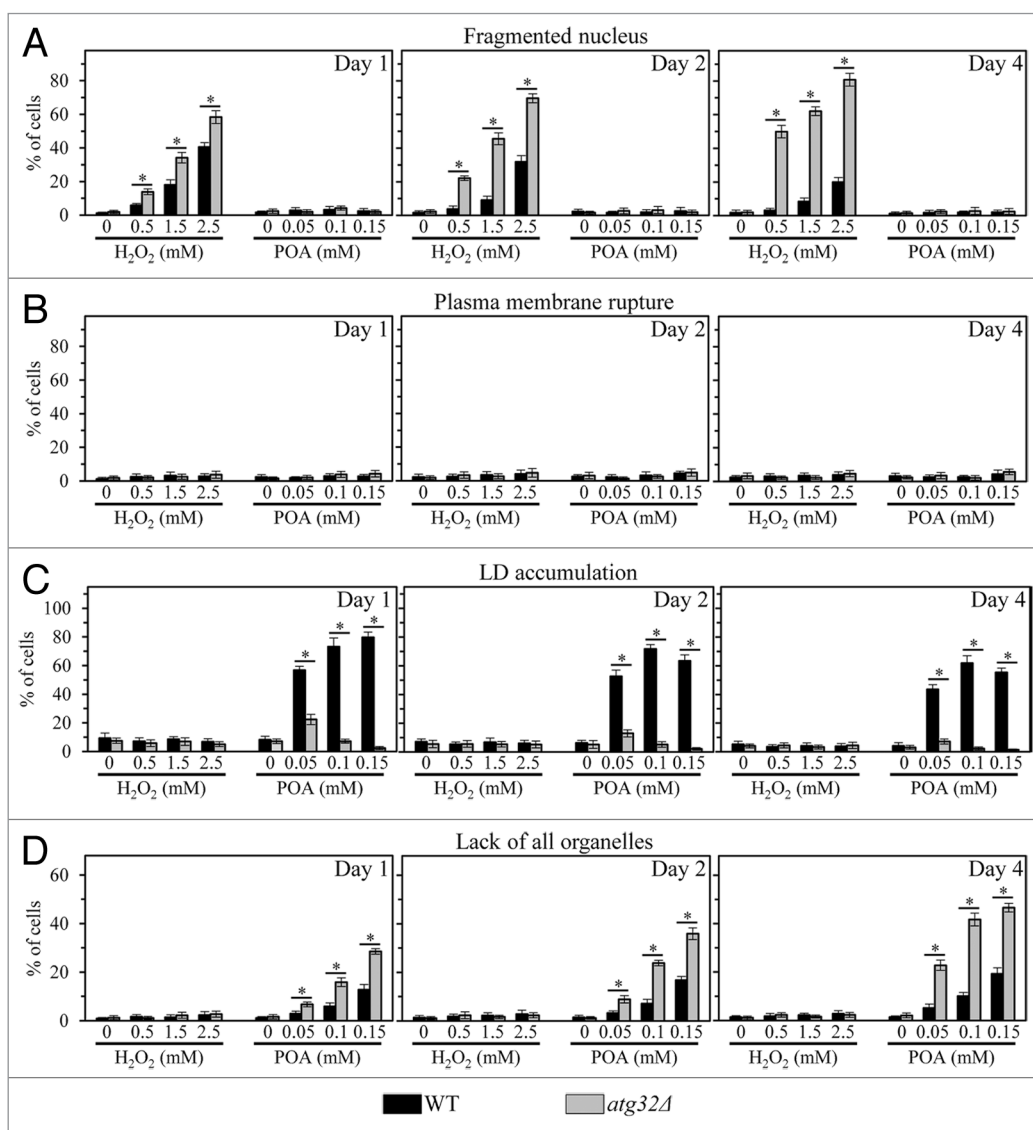 A
Fragmented nucleus
Day 1
Day 2
Day 4
% of cells
80
60
40
20
0
0 0.5 1.5 2.5 0 0.05 0.1 0.15 0 0.5 1.5 2.5 0 0.05 0.1 0.15 0 0.5 1.5 2.5 0 0.05 0.1 0.15
H₂O₂ (mM) POA (mM) H₂O₂ (mM) POA (mM) H₂O₂ (mM) POA (mM)
* * * * * * * * *
B
Plasma membrane rupture
Day 1
Day 2
Day 4
% of cells
80
60
40
20
0
0 0.5 1.5 2.5 0 0.05 0.1 0.15 0 0.5 1.5 2.5 0 0.05 0.1 0.15 0 0.5 1.5 2.5 0 0.05 0.1 0.15
H₂O₂ (mM) POA (mM) H₂O₂ (mM) POA (mM) H₂O₂ (mM) POA (mM)
C
LD accumulation
Day 1
Day 2
Day 4
% of cells
100
80
60
40
20
0
0 0.5 1.5 2.5 0 0.05 0.1 0.15 0 0.5 1.5 2.5 0 0.05 0.1 0.15 0 0.5 1.5 2.5 0 0.05 0.1 0.15
H₂O₂ (mM) POA (mM) H₂O₂ (mM) POA (mM) H₂O₂ (mM) POA (mM)
* * * * * * * * *
D
Lack of all organelles
Day 1
Day 2
Day 4
% of cells
60
40
20
0
0 0.5 1.5 2.5 0 0.05 0.1 0.15 0 0.5 1.5 2.5 0 0.05 0.1 0.15 0 0.5 1.5 2.5 0 0.05 0.1 0.15
H₂O₂ (mM) POA (mM) H₂O₂ (mM) POA (mM) H₂O₂ (mM) POA (mM)
* * * * * * * * *
WT atg32Δ